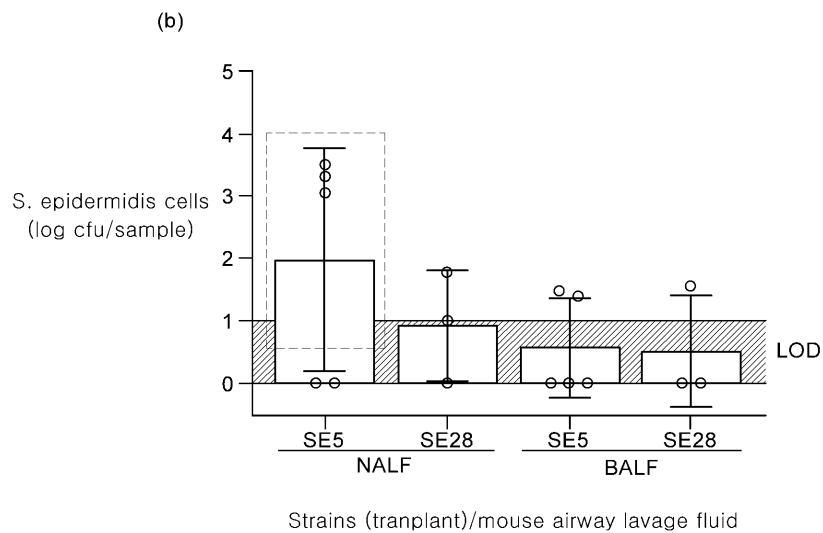 (b)
5
4
S. epidermidis cells
(log cfu/sample)
3
2
1
LOD
0
SE5 SE28 SE5 SE28
NALF BALF
Strains (tranplant)/mouse airway lavage fluid